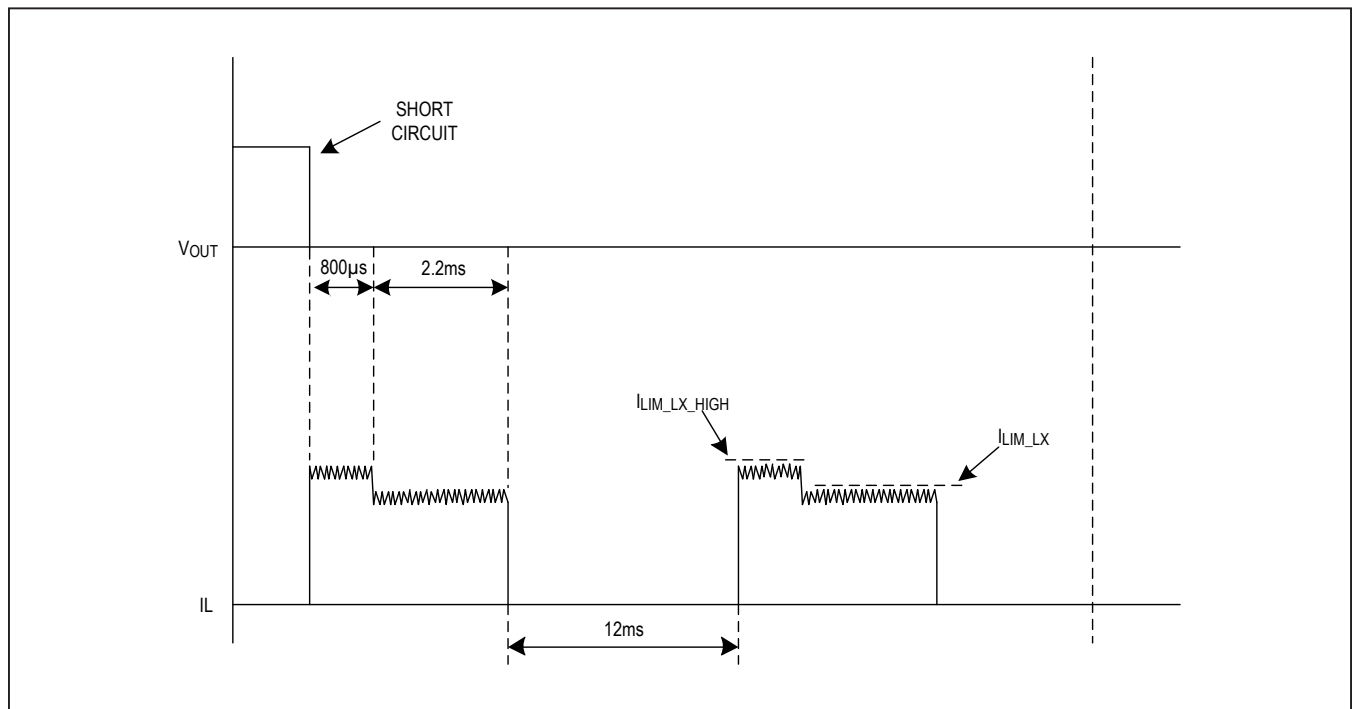 SHORT
CIRCUIT
VOUT
800µs
2.2ms
ILIM_LX_HIGH
ILIM_LX
IL
12ms